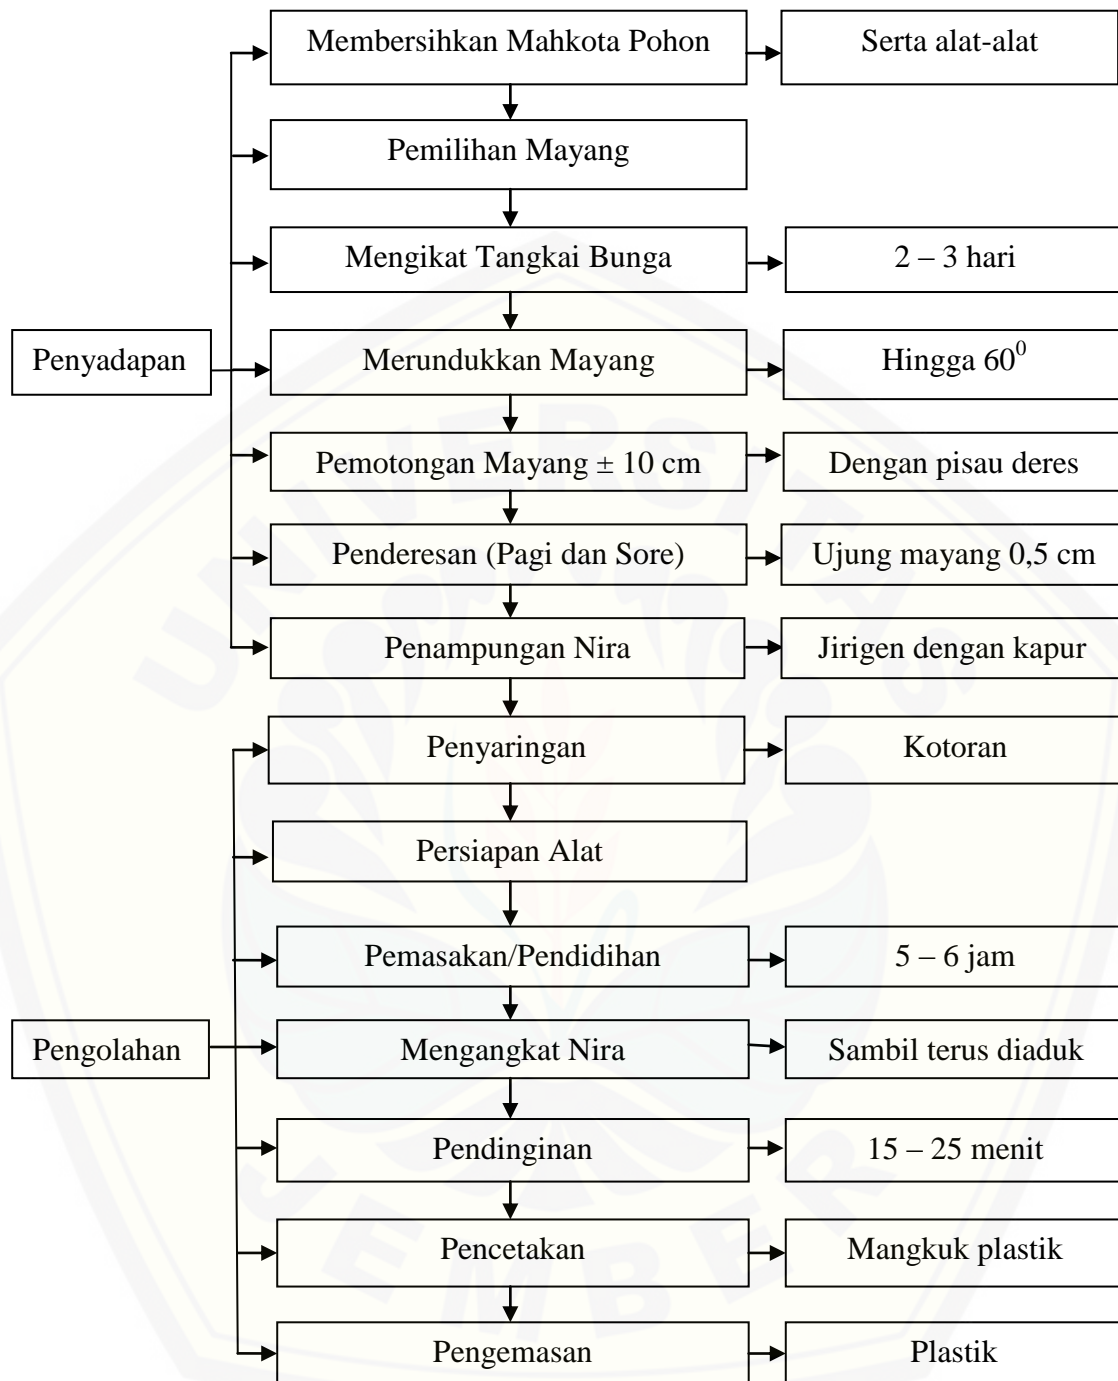 Membersihkan Mahkota Pohon
Serta alat-alat
Pemilihan Mayang
Mengikat Tangkai Bunga
2 – 3 hari
Penyadapan
Merundukkan Mayang
Hingga 60⁰
Pemotongan Mayang ± 10 cm
Dengan pisau deres
Penderesan (Pagi dan Sore)
Ujung mayang 0,5 cm
Penampungan Nira
Jirigen dengan kapur
Penyaringan
Kotoran
Persiapan Alat
Pemasakan/Pendidihan
5 – 6 jam
Pengolahan
Mengangkat Nira
Sambil terus diaduk
Pendinginan
15 – 25 menit
Pencetakan
Mangkuk plastik
Pengemasan
Plastik
UNIVERSITAS
JEMBER